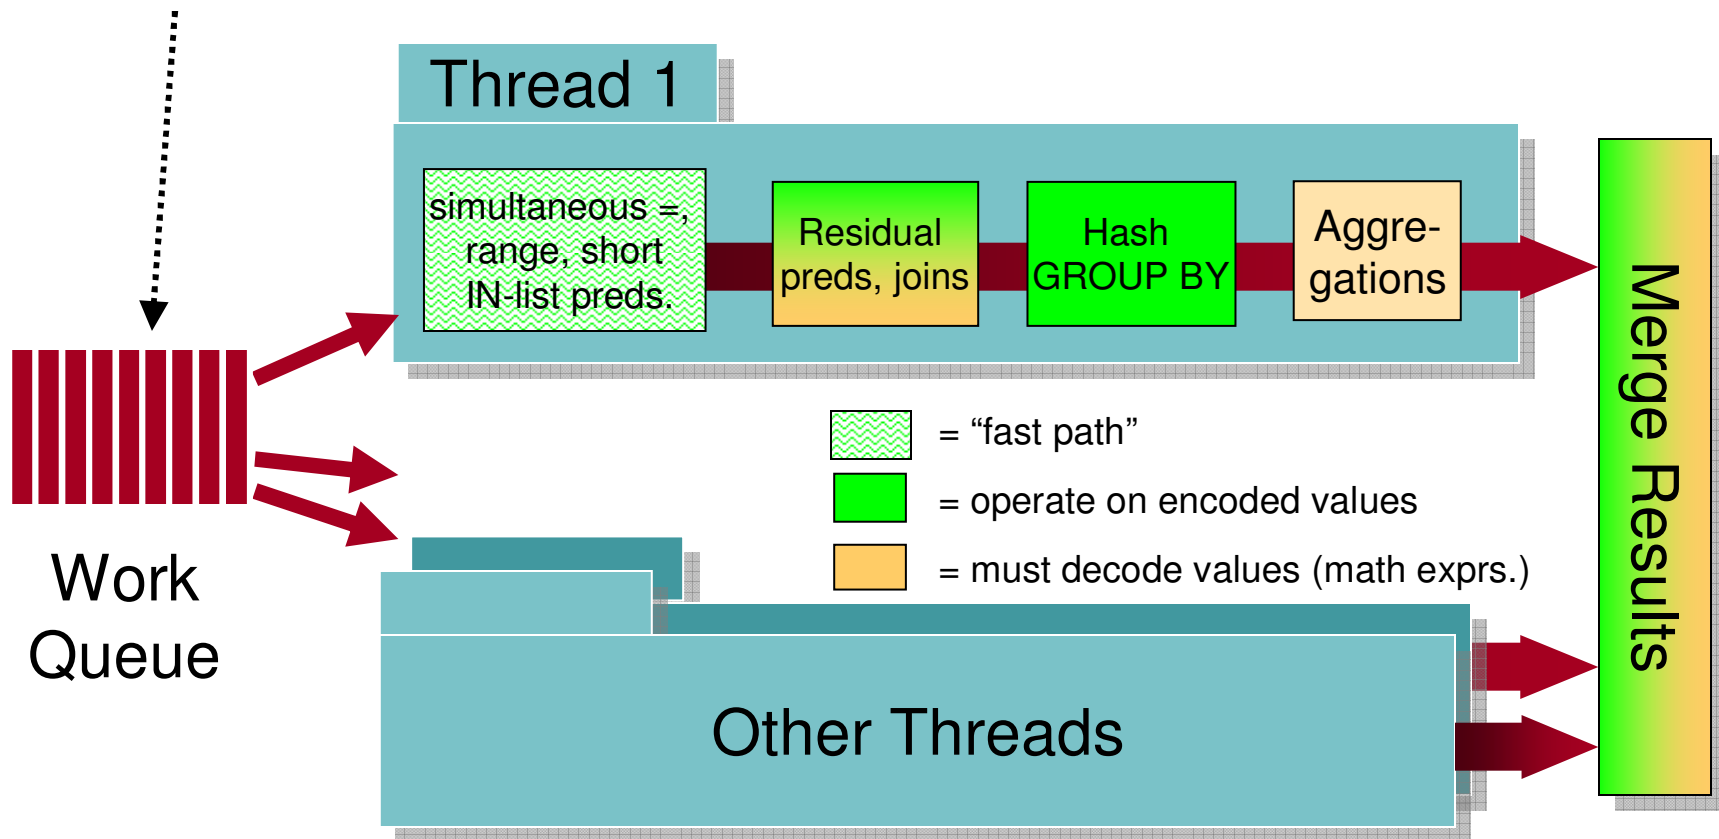 Thread 1
simultaneous =,
range, short
IN-list preds.
Residual
preds, joins
Hash
GROUP BY
Aggre-
gations
Merge Results
= “fast path”
= operate on encoded values
= must decode values (math exprs.)
Work
Queue
Other Threads